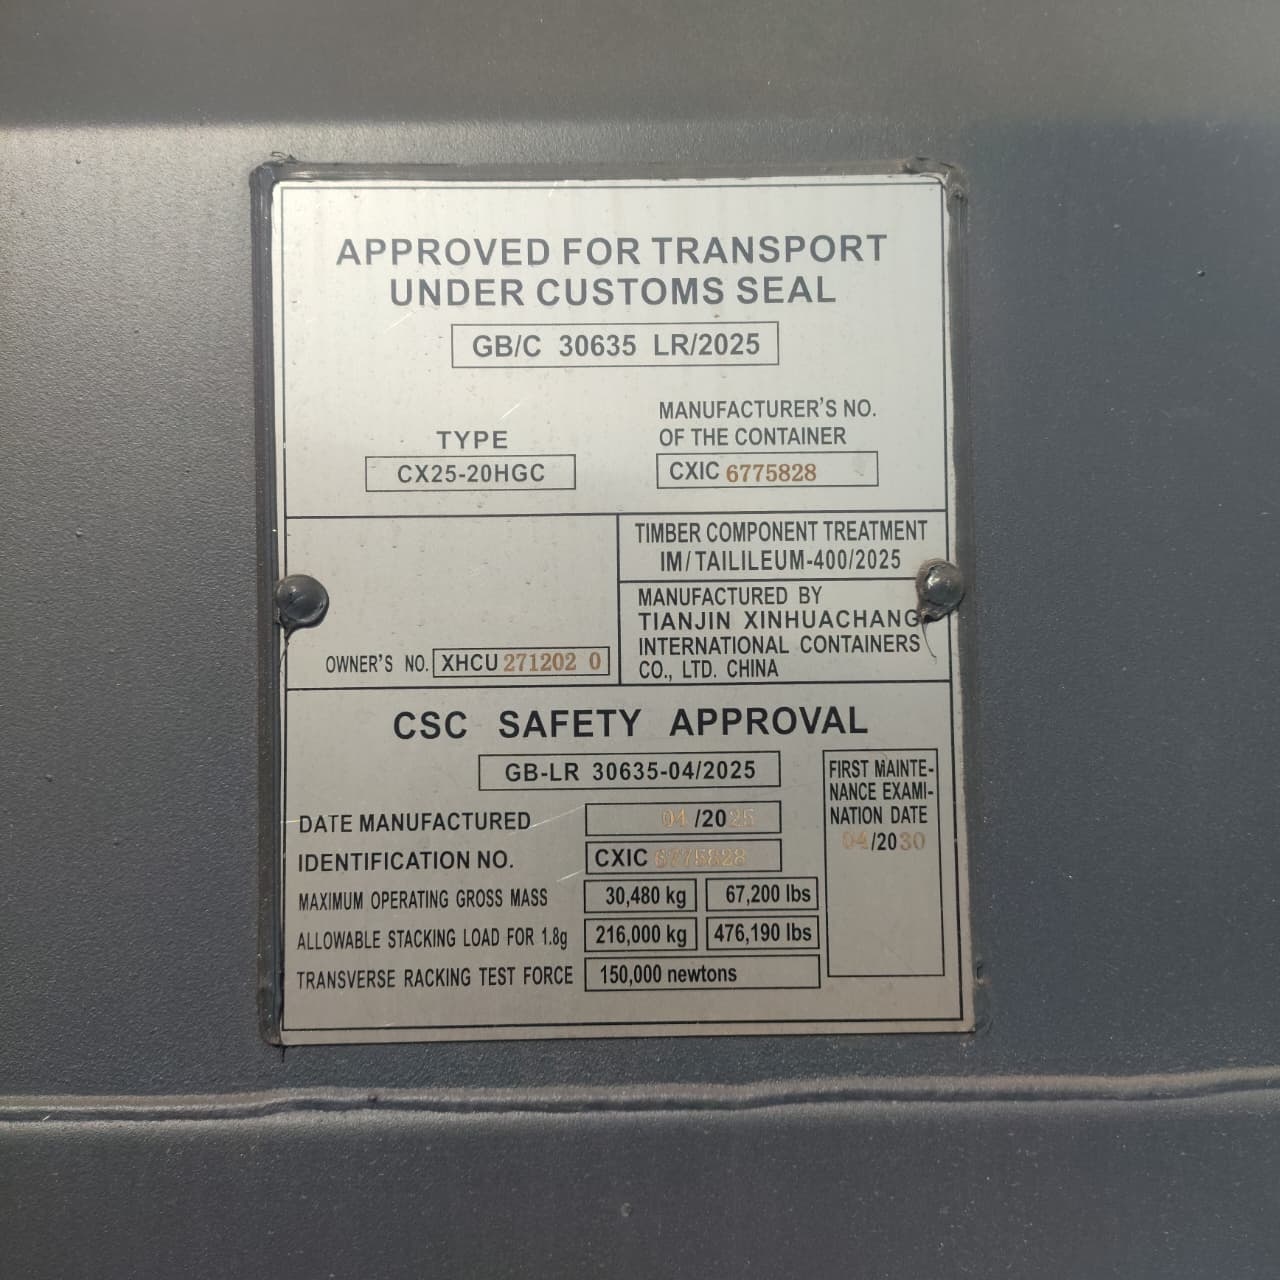 APPROVED FOR TRANSPORT
UNDER CUSTOMS SEAL
GB/C 30635 LR/2025
TYPE
CX25-20HGC
MANUFACTURER'S NO.
OF THE CONTAINER
CXIC 6775828
TIMBER COMPONENT TREATMENT
IM/TAILILEUM-400/2025
MANUFACTURED BY
TIANJIN XINHUACHANG
INTERNATIONAL CONTAINERS
CO., LTD. CHINA
OWNER'S NO. XHCU 271202 0
CSC SAFETY APPROVAL
GB-LR 30635-04/2025
DATE MANUFACTURED 04/2025
IDENTIFICATION NO. CXIC 6775828
MAXIMUM OPERATING GROSS MASS 30,480 kg 67,200 lbs
ALLOWABLE STACKING LOAD FOR 1.8g 216,000 kg 476,190 lbs
TRANSVERSE RACKING TEST FORCE 150,000 newtons
FIRST MAINTE-
NANCE EXAMI-
NATION DATE
04/2030